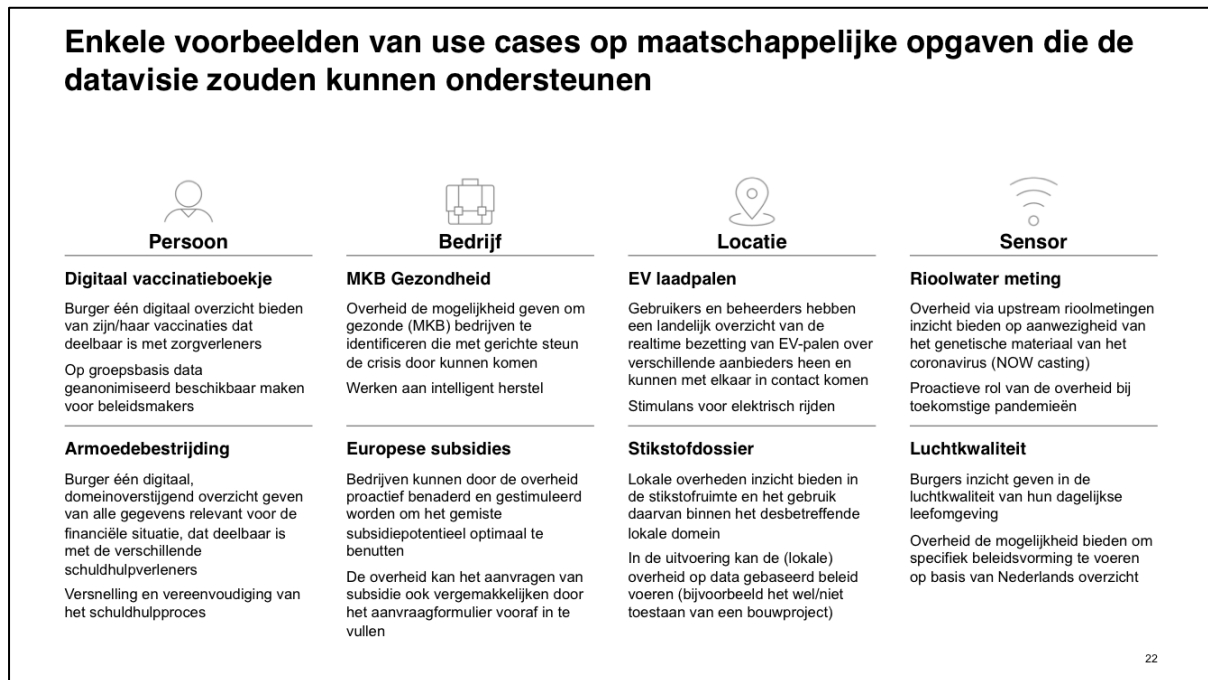 Enkele voorbeelden van use cases op maatschappelijke opgaven die de
datavisie zouden kunnen ondersteunen
Persoon
Digitaal vaccinatieboekje
Burger één digitaal overzicht bieden
van zijn/haar vaccinaties dat
deelbaar is met zorgverleners
Op groepsbasis data
geanonimiseerd beschikbaar maken
voor beleidsmakers
Armoedebestrijding
Burger één digitaal,
domeinoverstijgend overzicht geven
van alle gegevens relevant voor de
financiële situatie, dat deelbaar is
met de verschillende
schuldhulpverleners
Versnelling en vereenvoudiging van
het schuldhulpproces
Bedrijf
MKB Gezondheid
Overheid de mogelijkheid geven om
gezonde (MKB) bedrijven te
identificeren die met gerichte steun
de crisis door kunnen komen
Werken aan intelligent herstel
Europese subsidies
Bedrijven kunnen door de overheid
proactief benaderd en gestimuleerd
worden om het gemiste
subsidiepotentieel optimaal te
benutten
De overheid kan het aanvragen van
subsidie ook vergemakkelijken door
het aanvraagformulier vooraf in te
vullen
Locatie
EV laadpalen
Gebruikers en beheerders hebben
een landelijk overzicht van de
realtime bezetting van EV-palen over
verschillende aanbieders heen en
kunnen met elkaar in contact komen
Stimulans voor elektrisch rijden
Stikstofdossier
Lokale overheden inzicht bieden in
de stikstofruimte en het gebruik
daarvan binnen het desbetreffende
lokale domein
In de uitvoering kan de (lokale)
overheid op data gebaseerd beleid
voeren (bijvoorbeeld het wel/niet
toestaan van een bouwproject)
Sensor
Rioolwater meting
Overheid via upstream rioolmetingen
inzicht bieden op aanwezigheid van
het genetische materiaal van het
coronavirus (NOW casting)
Proactieve rol van de overheid bij
toekomstige pandemieën
Luchtkwaliteit
Burgers inzicht geven in de
luchtkwaliteit van hun dagelijkse
leefomgeving
Overheid de mogelijkheid bieden om
specifiek beleidsvorming te voeren
op basis van Nederlands overzicht
22